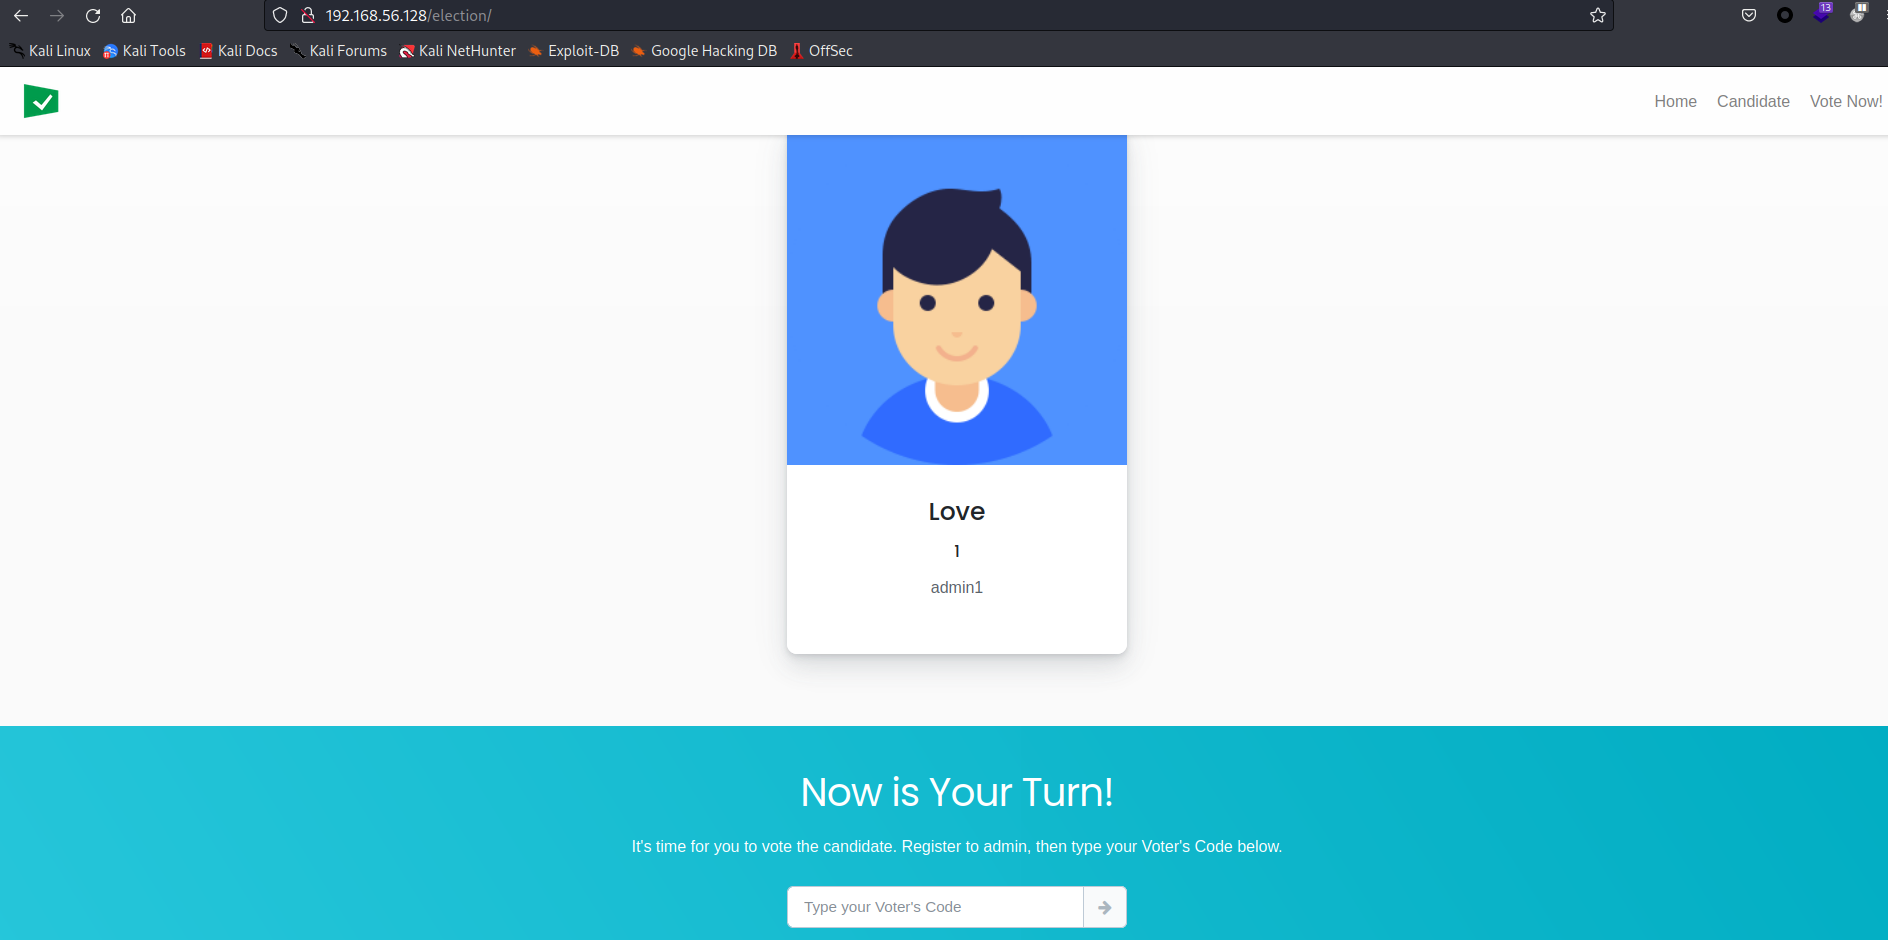 192.168.56.128/election/
13
Kali Linux Kali Tools Kali Docs Kali Forums Kali NetHunter Exploit-DB Google Hacking DB OffSec
Home Candidate Vote Now!
Love
1
admin1
Now is Your Turn!
It's time for you to vote the candidate. Register to admin, then type your Voter's Code below.
Type your Voter's Code